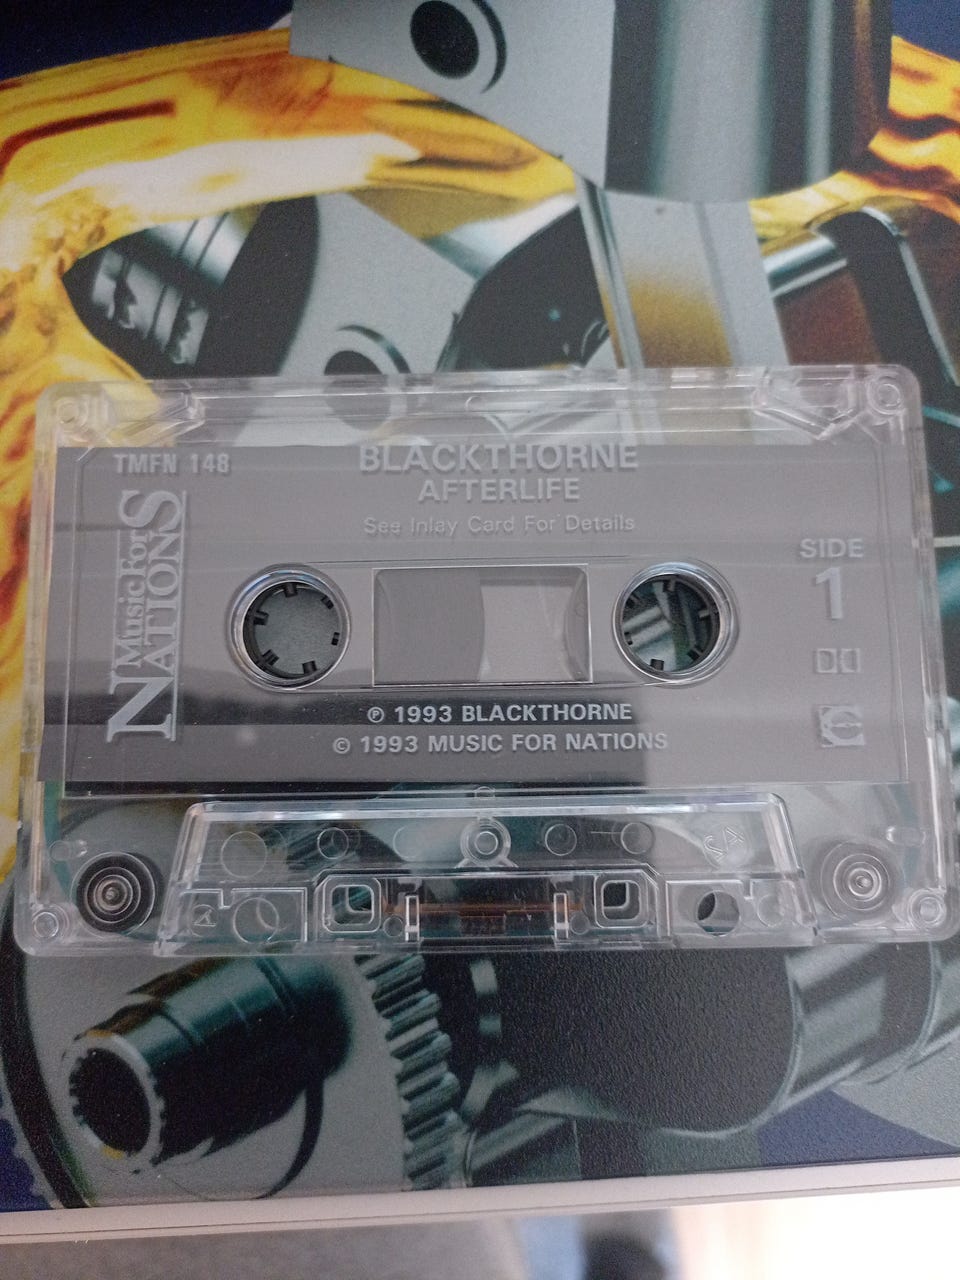 TMFN 148
BLACKTHORNE
AFTERLIFE
See Inlay Card For Details
Music For
NATIONS
SIDE
1
℗ 1993 BLACKTHORNE
© 1993 MUSIC FOR NATIONS